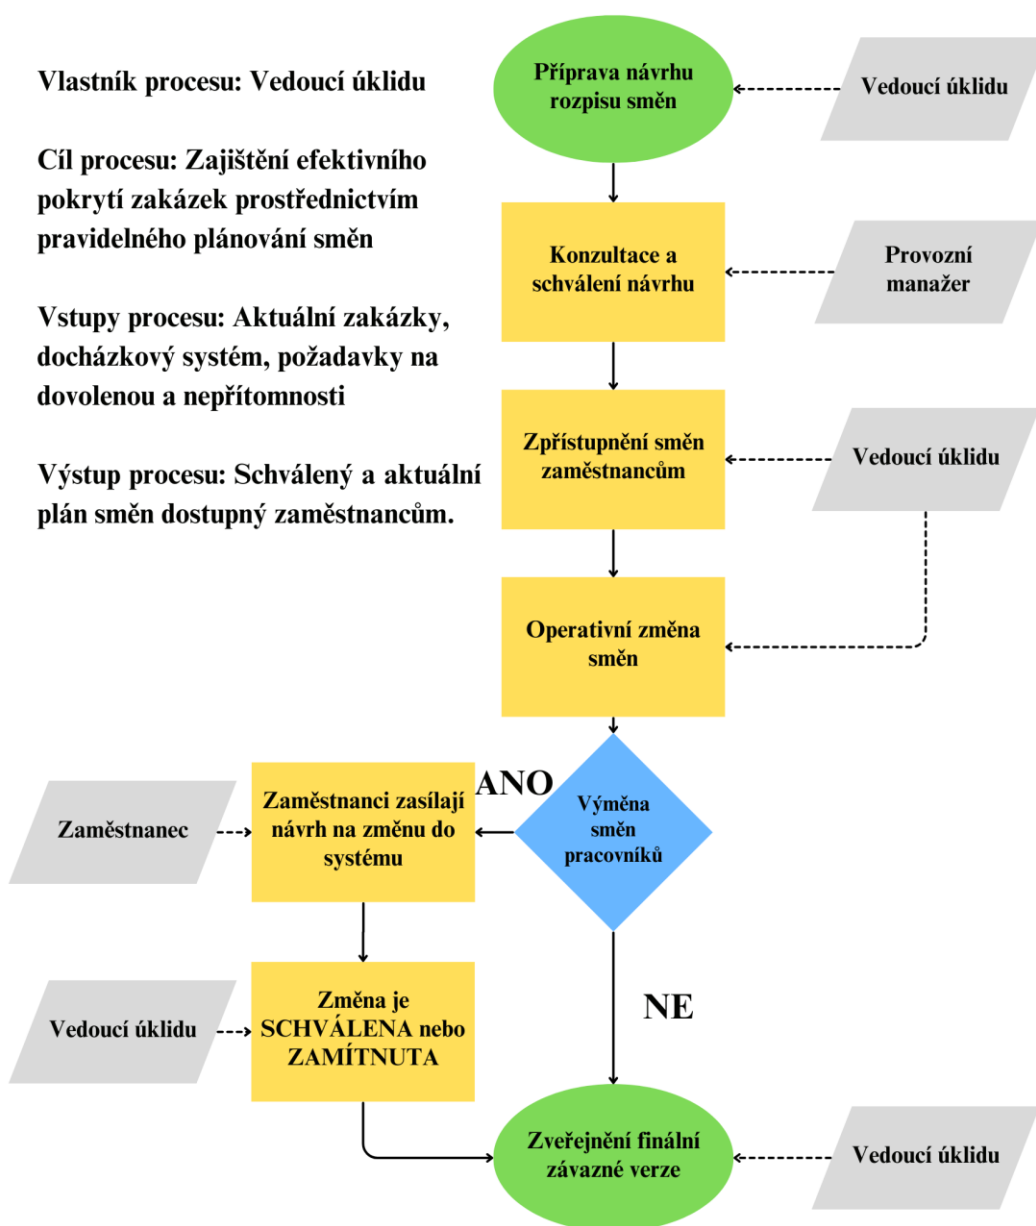 Vlastník procesu: Vedoucí úklidu
Cíl procesu: Zajištění efektivního
pokrytí zakázek prostřednictvím
pravidelného plánování směn
Vstupy procesu: Aktuální zakázky,
docházkový systém, požadavky na
dovolenou a nepřítomnosti
Výstup procesu: Schválený a aktuální
plán směn dostupný zaměstnancům.
Příprava návrhu
rozpisu směn
Vedoucí úklidu
Konzultace a
schválení návrhu
Provozní
manažer
Zpřístupnění směn
zaměstnancům
Vedoucí úklidu
Operativní změna
směn
Výměna
směn
pracovníků
ANO
Zaměstnanci zasílají
návrh na změnu do
systému
Zaměstnanec
Změna je
SCHVÁLENA nebo
ZAMÍTNUTA
Vedoucí úklidu
NE
Zveřejnění finální
závazné verze
Vedoucí úklidu